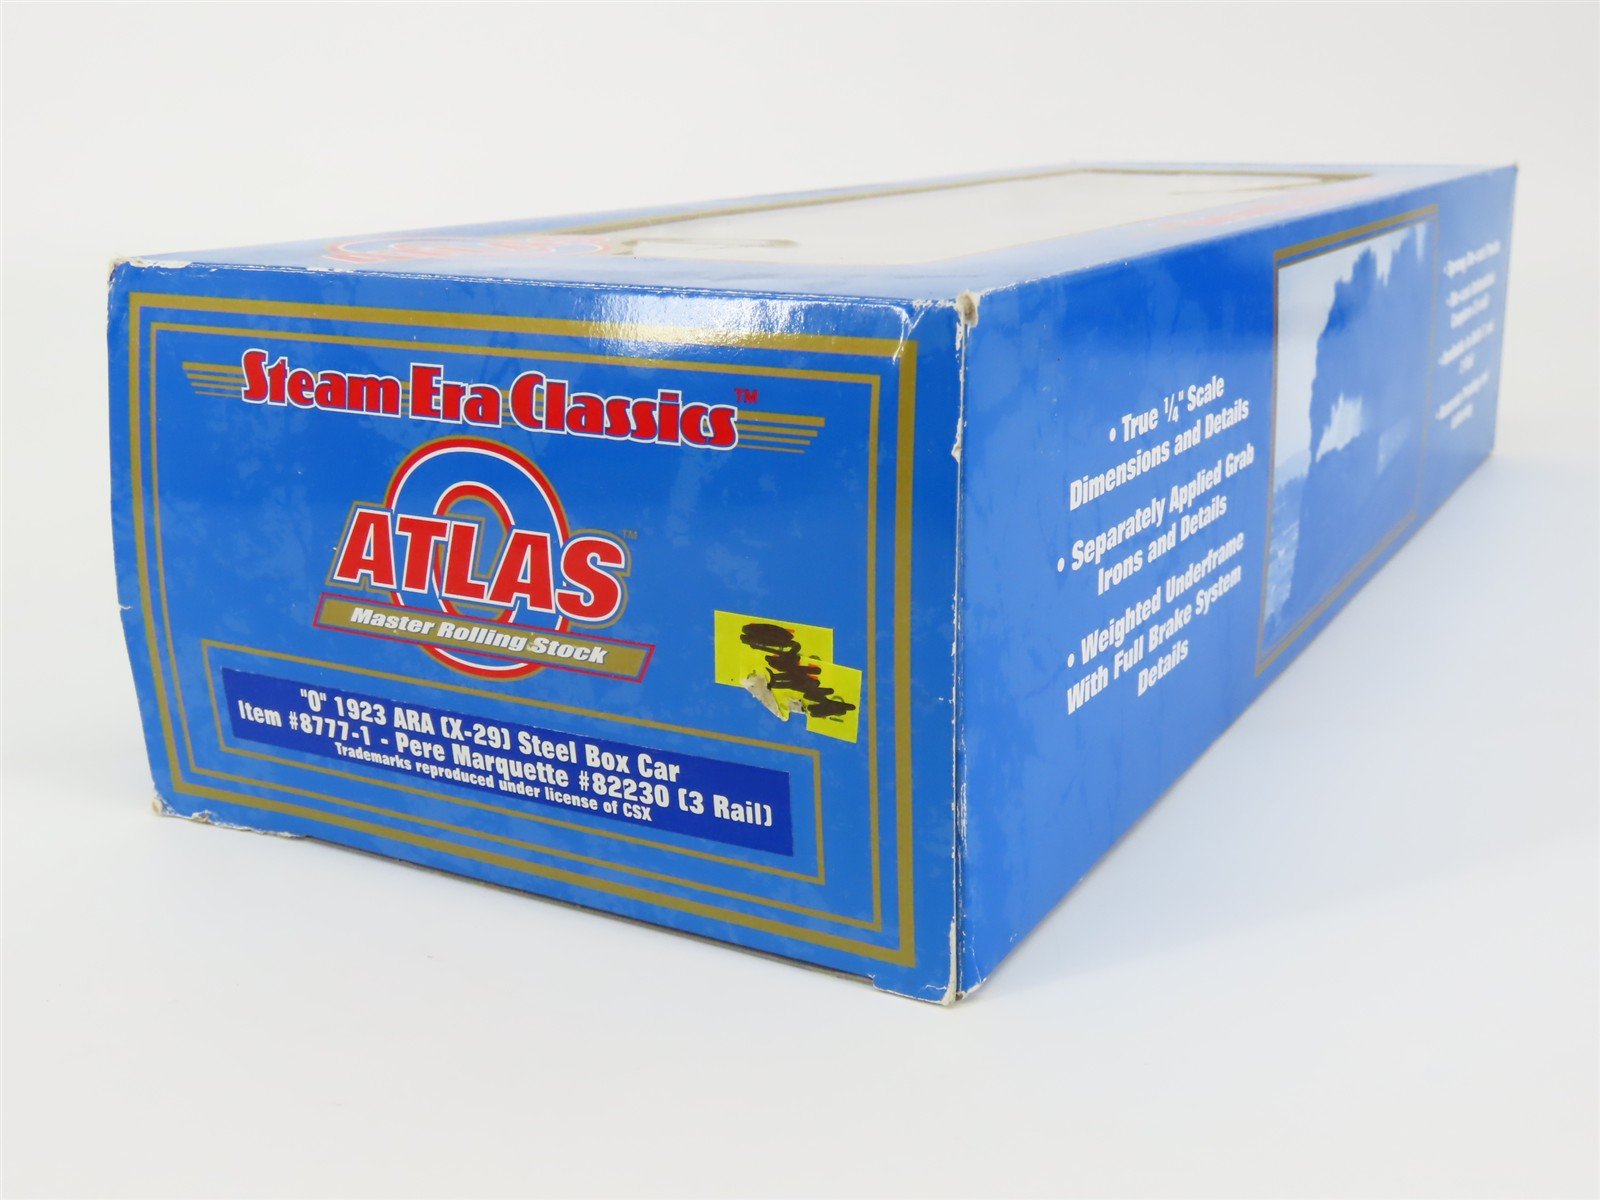 Steam Era Classics™
O
ATLAS™
Master Rolling Stock
"O" 1923 ARA (X-29) Steel Box Car
Item #8777-1 - Pere Marquette #82230 (3 Rail)
Trademarks reproduced under license of CSX
• True 1/4" Scale
Dimensions and Details
• Separately Applied Grab
Irons and Details
• Weighted Underframe
With Full Brake System
Details